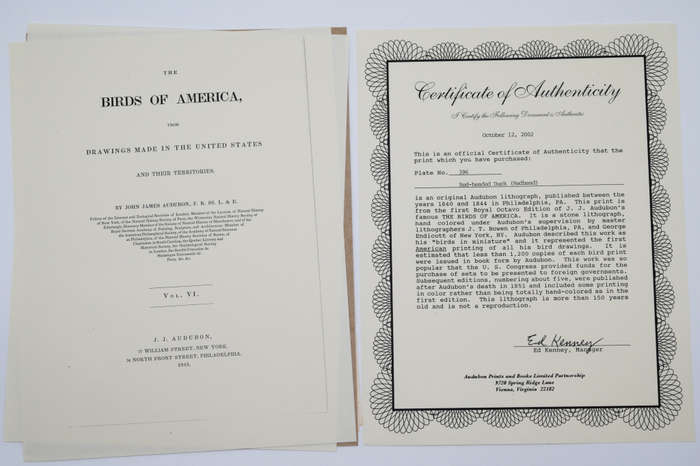 THE
BIRDS OF AMERICA,
FROM
DRAWINGS MADE IN THE UNITED STATES
AND THEIR TERRITORIES.
BY JOHN JAMES AUDUBON, F. R. SS. L. & E.
VOL. VI.
J. J. AUDUBON,
77 WILLIAM STREET, NEW YORK,
34 NORTH FRONT STREET, PHILADELPHIA.
1843.
Certificate of Authenticity
I Certify the Following Document is Authentic
October 12, 2002
This is an official Certificate of Authenticity that the
print which you have purchased:
Plate No. 396
Red-headed Duck (Redhead)
is an original Audubon lithograph, published between the
years 1840 and 1844 in Philadelphia, PA. This print is
from the first Royal Octavo Edition of J. J. Audubon's
famous THE BIRDS OF AMERICA. It is a stone lithograph,
hand colored under Audubon's supervision by master
lithographers J. T. Bowen of Philadelphia, PA, and George
Endicott of New York, NY. Audubon described this work as
his "birds in miniature" and it represented the first
American printing of all his bird drawings. It is
estimated that less than 1,200 copies of each bird print
were issued in book form by Audubon. This work was so
popular that the U. S. Congress provided funds for the
purchase of sets to be presented to foreign governments.
Subsequent editions, numbering about five, were published
after Audubon's death in 1851 and included some printing
in color rather than being totally hand-colored as in the
first edition. This lithograph is more than 150 years
old and is not a reproduction.
Ed Kenney
Ed Kenney, Manager
Audubon Prints and Books Limited Partnership
9720 Spring Ridge Lane
Vienna, Virginia 22182